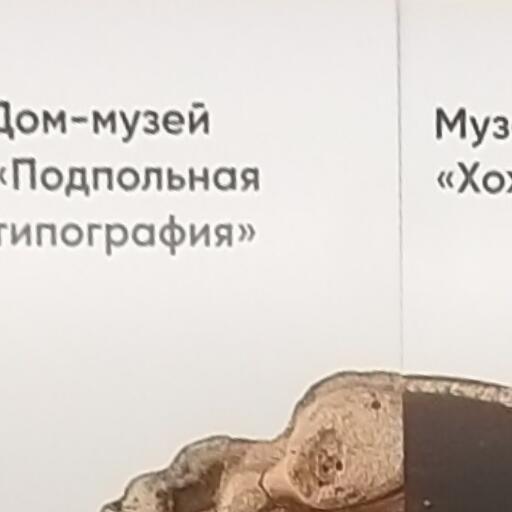 Дом-музей
«Подпольная
типография»
Муз
«Хо